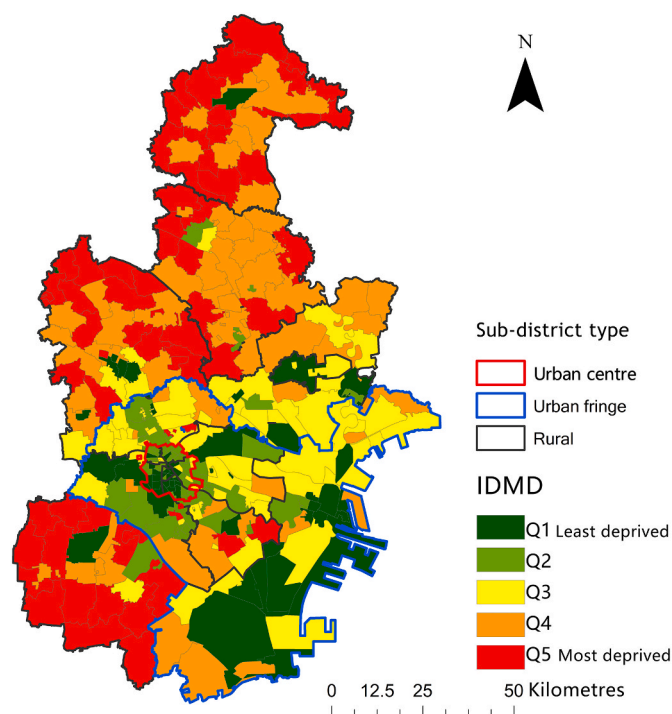 N
Sub-district type
Urban centre
Urban fringe
Rural
IDMD
Q1 Least deprived
Q2
Q3
Q4
Q5 Most deprived
0 12.5 25 50 Kilometres